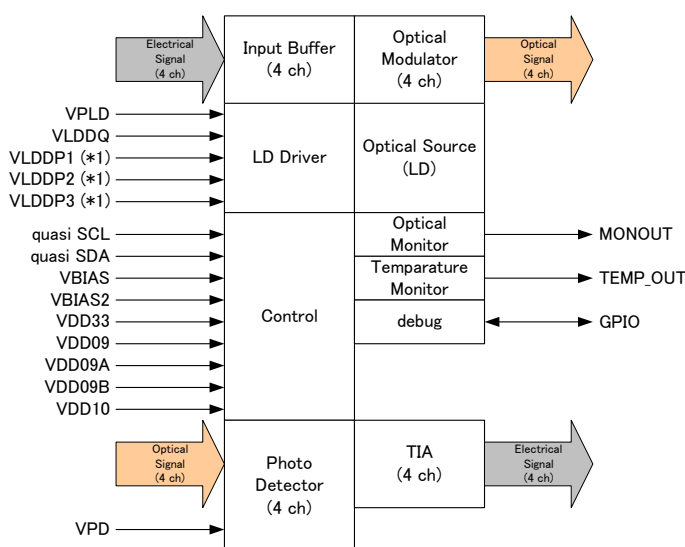 Electrical
Signal
(4 ch)
Input Buffer
(4 ch)
Optical
Modulator
(4 ch)
Optical
Signal
(4 ch)
VPLD
VLDDQ
VLDDP1 (*1)
VLDDP2 (*1)
VLDDP3 (*1)
LD Driver
Optical Source
(LD)
quasi SCL
quasi SDA
VBIAS
VBIAS2
VDD33
VDD09
VDD09A
VDD09B
VDD10
Control
Optical
Monitor
MONOUT
Temparature
Monitor
TEMP_OUT
debug
GPIO
Optical
Signal
(4 ch)
Photo
Detector
(4 ch)
TIA
(4 ch)
Electrical
Signal
(4 ch)
VPD